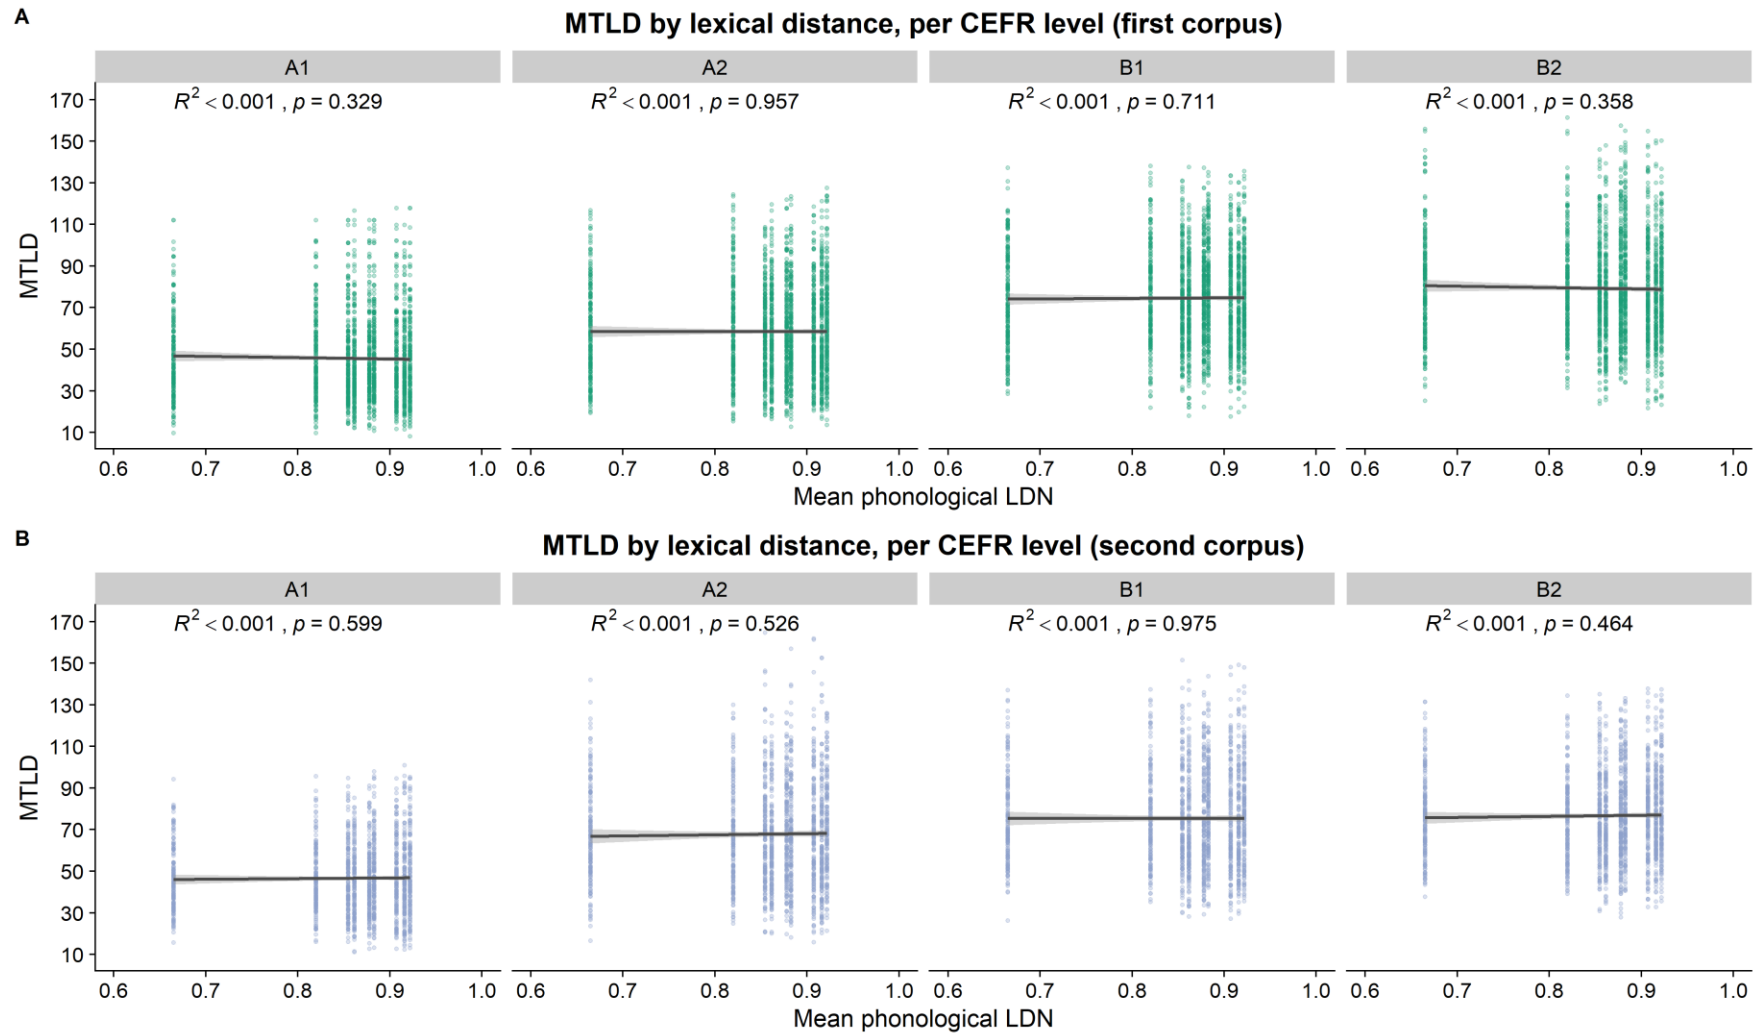 A
MTLD by lexical distance, per CEFR level (first corpus)
A1 A2 B1 B2
R² < 0.001 , p = 0.329 R² < 0.001 , p = 0.957 R² < 0.001 , p = 0.711 R² < 0.001 , p = 0.358
170
150
130
110
90
70
50
30
10
MTLD
0.6 0.7 0.8 0.9 1.0 0.6 0.7 0.8 0.9 1.0 0.6 0.7 0.8 0.9 1.0 0.6 0.7 0.8 0.9 1.0
Mean phonological LDN
B
MTLD by lexical distance, per CEFR level (second corpus)
A1 A2 B1 B2
R² < 0.001 , p = 0.599 R² < 0.001 , p = 0.526 R² < 0.001 , p = 0.975 R² < 0.001 , p = 0.464
170
150
130
110
90
70
50
30
10
MTLD
0.6 0.7 0.8 0.9 1.0 0.6 0.7 0.8 0.9 1.0 0.6 0.7 0.8 0.9 1.0 0.6 0.7 0.8 0.9 1.0
Mean phonological LDN